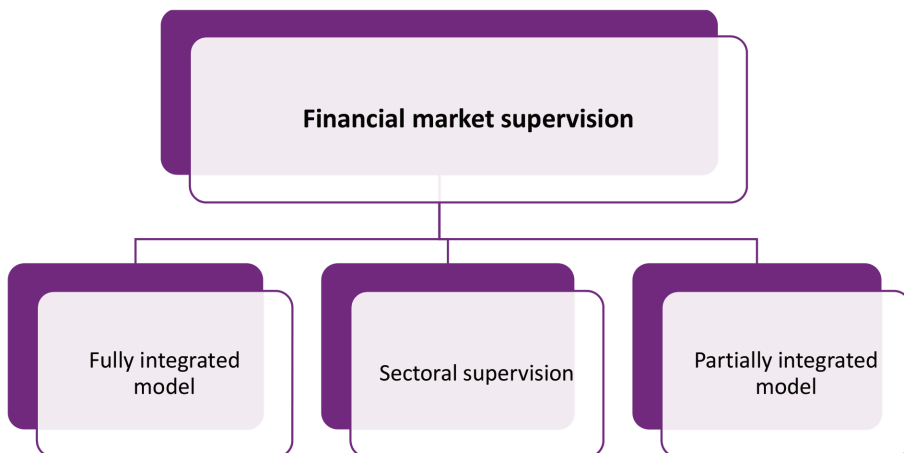 Financial market supervision
Fully integrated
model
Sectoral supervision
Partially integrated
model